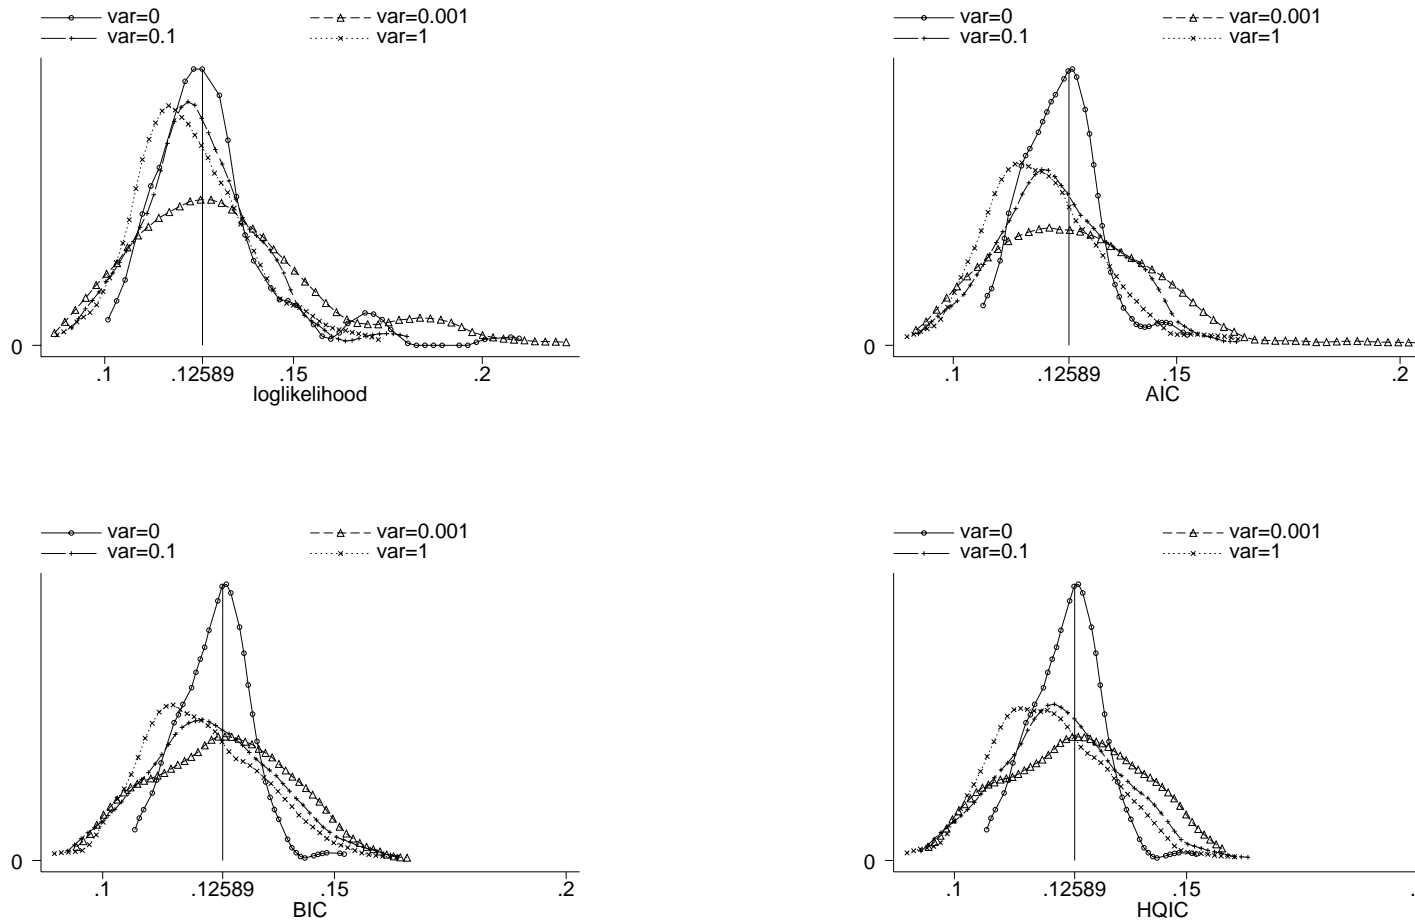 var=0 var=0.001
var=0.1 var=1
0
.1 .12589 .15 .2
loglikelihood
var=0 var=0.001
var=0.1 var=1
0
.1 .12589 .15 .2
AIC
var=0 var=0.001
var=0.1 var=1
0
.1 .12589 .15 .2
BIC
var=0 var=0.001
var=0.1 var=1
0
.1 .12589 .15 .
HQIC